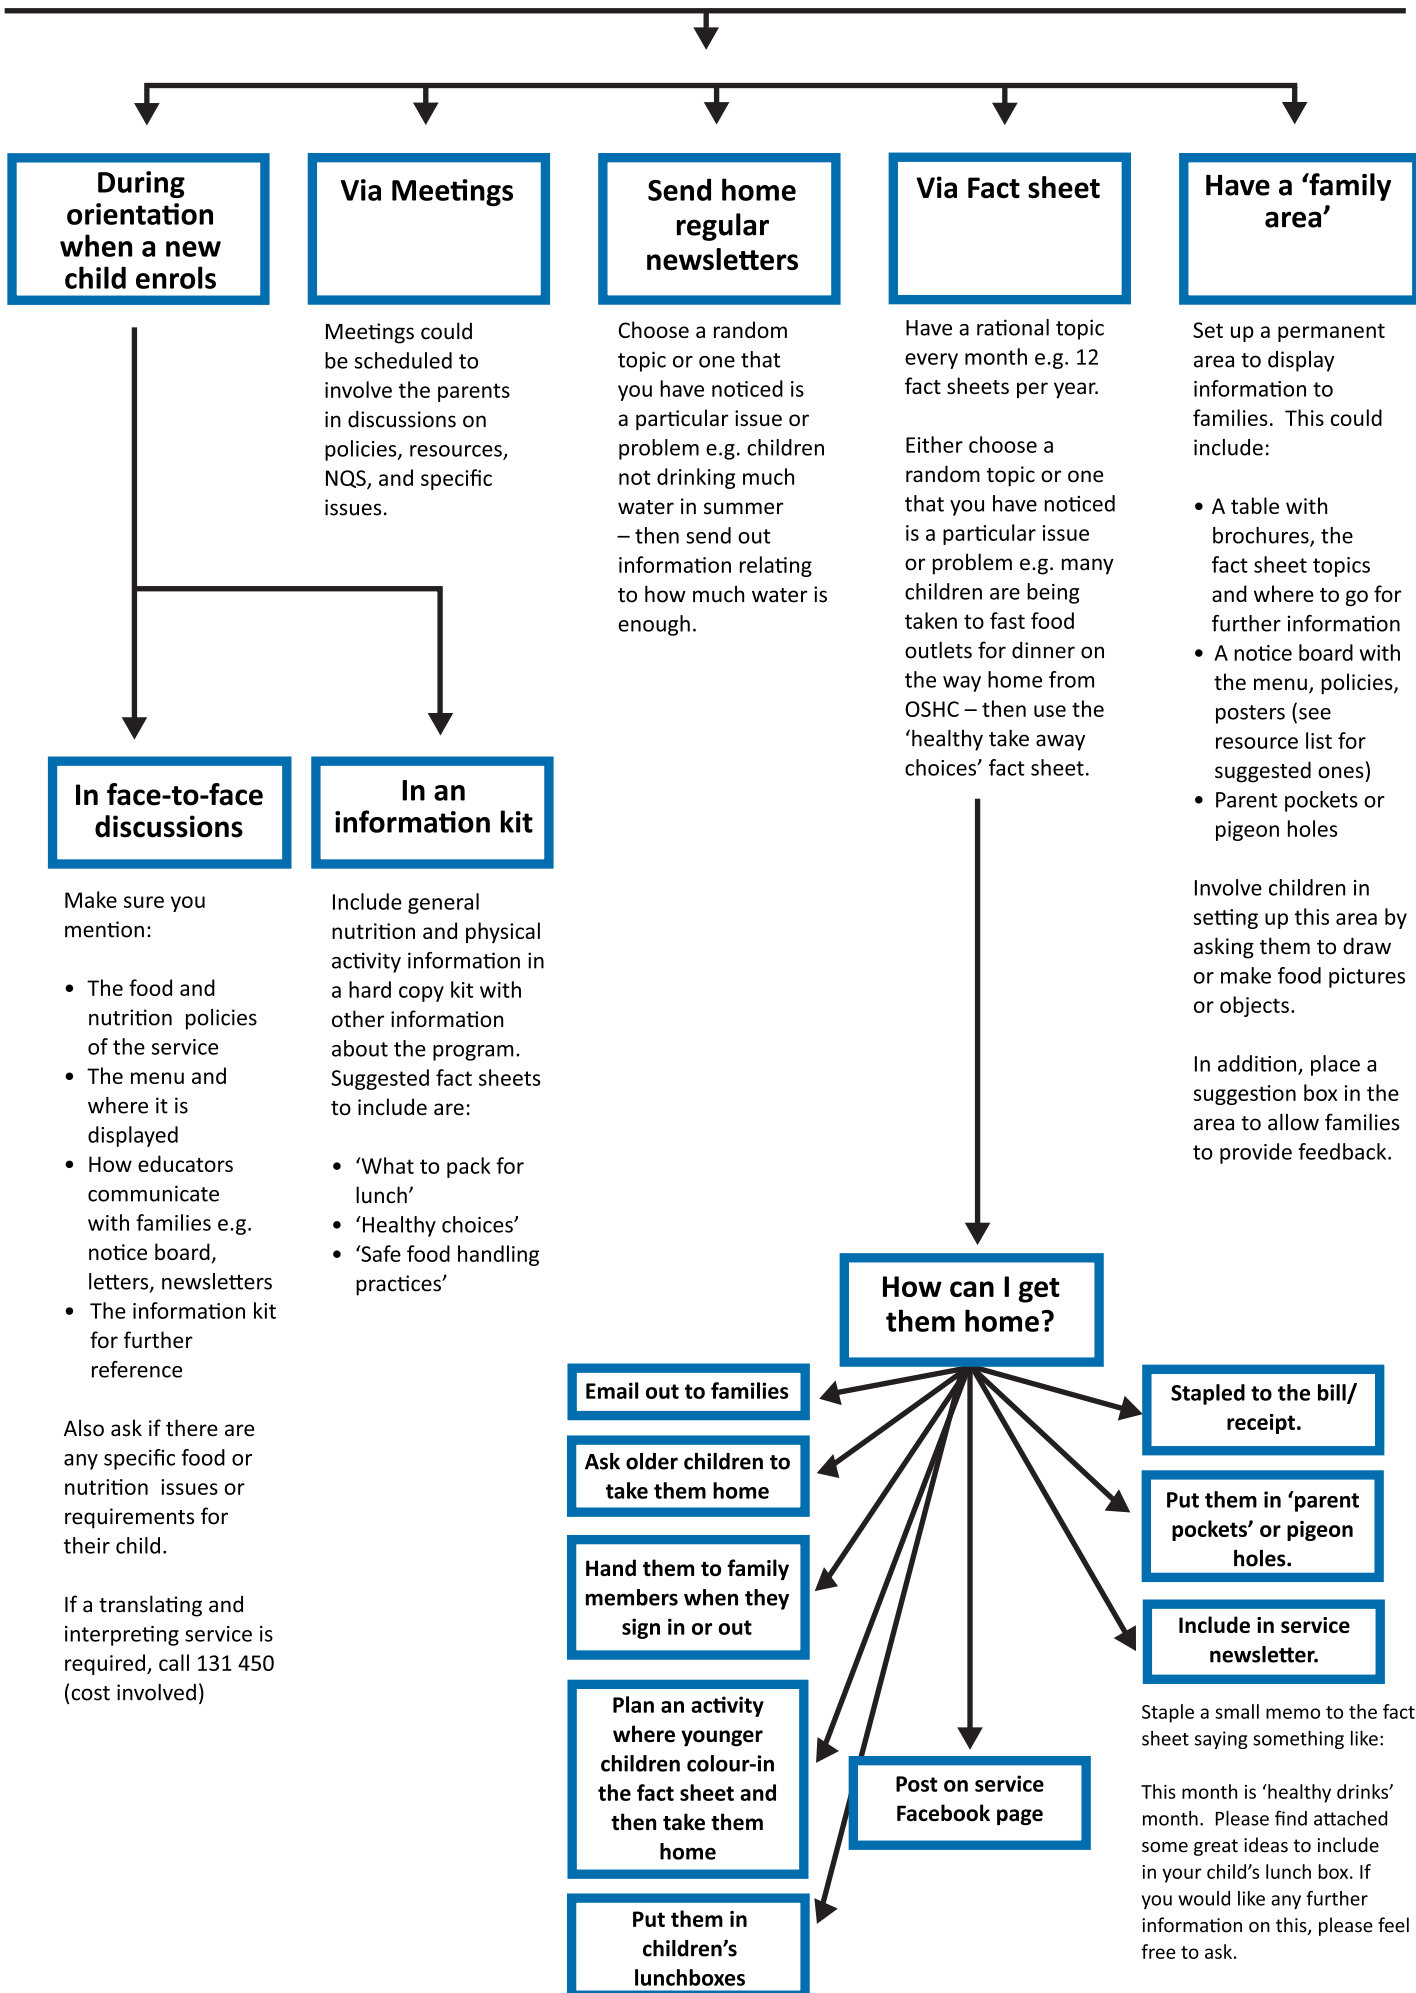 During
orientation
when a new
child enrols
Via Meetings
Meetings could
be scheduled to
involve the parents
in discussions on
policies, resources,
NQS, and specific
issues.
Send home
regular
newsletters
Choose a random
topic or one that
you have noticed is
a particular issue or
problem e.g. children
not drinking much
water in summer
– then send out
information relating
to how much water is
enough.
Via Fact sheet
Have a rational topic
every month e.g. 12
fact sheets per year.
Either choose a
random topic or one
that you have noticed
is a particular issue
or problem e.g. many
children are being
taken to fast food
outlets for dinner on
the way home from
OSHC – then use the
‘healthy take away
choices’ fact sheet.
Have a ‘family
area’
Set up a permanent
area to display
information to
families.  This could
include:
• A table with
brochures, the
fact sheet topics
and where to go for
further information
• A notice board with
the menu, policies,
posters (see
resource list for
suggested ones)
• Parent pockets or
pigeon holes
Involve children in
setting up this area by
asking them to draw
or make food pictures
or objects.
In addition, place a
suggestion box in the
area to allow families
to provide feedback.
In face-to-face
discussions
Make sure you
mention:
• The food and
nutrition  policies
of the service
• The menu and
where it is
displayed
• How educators
communicate
with families e.g.
notice board,
letters, newsletters
• The information kit
for further
reference
Also ask if there are
any specific food or
nutrition  issues or
requirements for
their child.
If a translating and
interpreting service is
required, call 131 450
(cost involved)
In an
information kit
Include general
nutrition and physical
activity information in
a hard copy kit with
other information
about the program.
Suggested fact sheets
to include are:
• ‘What to pack for
lunch’
• ‘Healthy choices’
• ‘Safe food handling
practices’
How can I get
them home?
Email out to families
Ask older children to
take them home
Hand them to family
members when they
sign in or out
Plan an activity
where younger
children colour-in
the fact sheet and
then take them
home
Put them in
children’s
lunchboxes
Post on service
Facebook page
Stapled to the bill/
receipt.
Put them in ‘parent
pockets’ or pigeon
holes.
Include in service
newsletter.
Staple a small memo to the fact
sheet saying something like:
This month is ‘healthy drinks’
month.  Please find attached
some great ideas to include
in your child’s lunch box. If
you would like any further
information on this, please feel
free to ask.